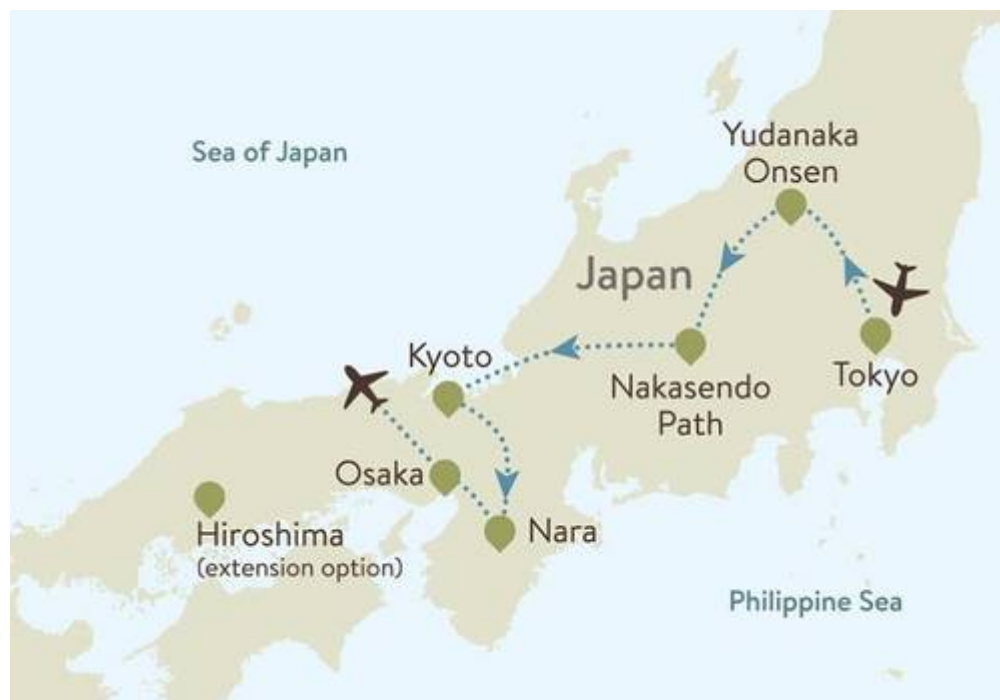 Sea of Japan
Yudanaka
Onsen
Japan
Kyoto
Nakasendo
Path
Tokyo
Osaka
Hiroshima
(extension option)
Nara
Philippine Sea